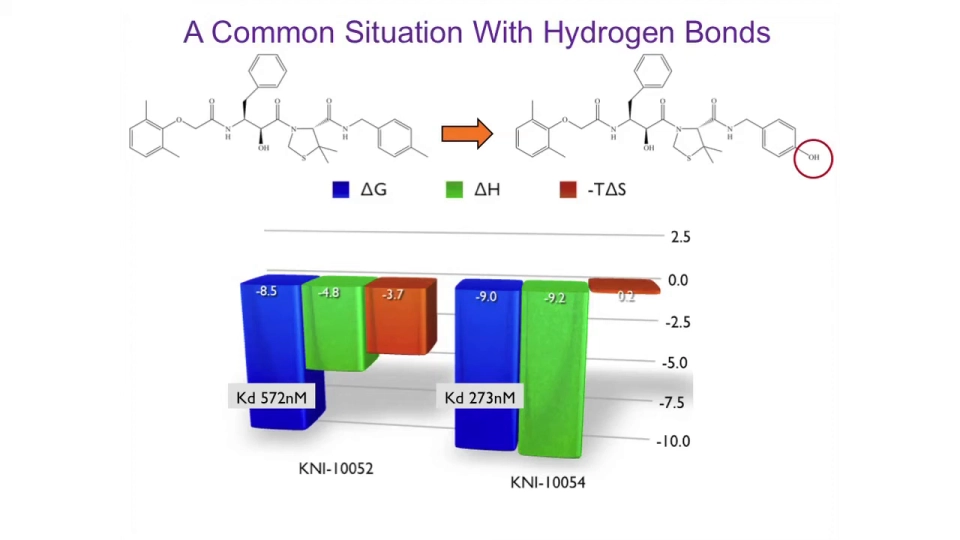 A Common Situation With Hydrogen Bonds
O
O
O
O
N
H
OH
N
S
N
H
O
O
O
O
N
H
OH
N
S
N
H
OH
ΔG ΔH -TΔS
2.5
0.0
-2.5
-5.0
-7.5
-10.0
-8.5 -4.8 -3.7 -9.0 -9.2 0.2
Kd 572nM Kd 273nM
KNI-10052
KNI-10054